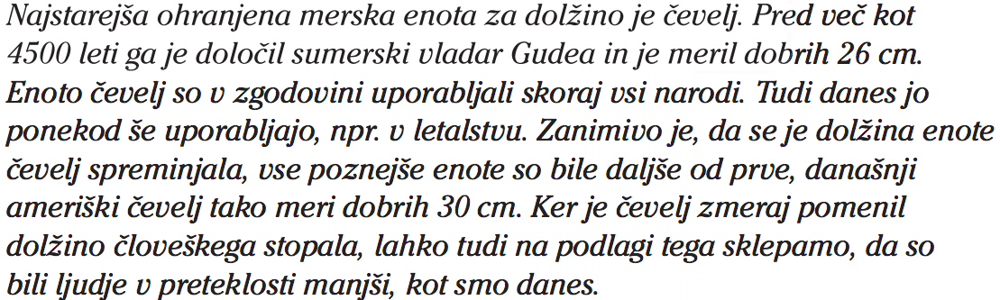 Najstarejša ohranjena merska enota za dolžino je čevelj. Pred več kot
4500 leti ga je določil sumerski vladar Gudea in je meril dobrih 26 cm.
Enoto čevelj so v zgodovini uporabljali skoraj vsi narodi. Tudi danes jo
ponekod še uporabljajo, npr. v letalstvu. Zanimivo je, da se je dolžina enote
čevelj spreminjala, vse poznejše enote so bile daljše od prve, današnji
ameriški čevelj tako meri dobrih 30 cm. Ker je čevelj zmeraj pomenil
dolžino človeškega stopala, lahko tudi na podlagi tega sklepamo, da so
bili ljudje v preteklosti manjši, kot smo danes.